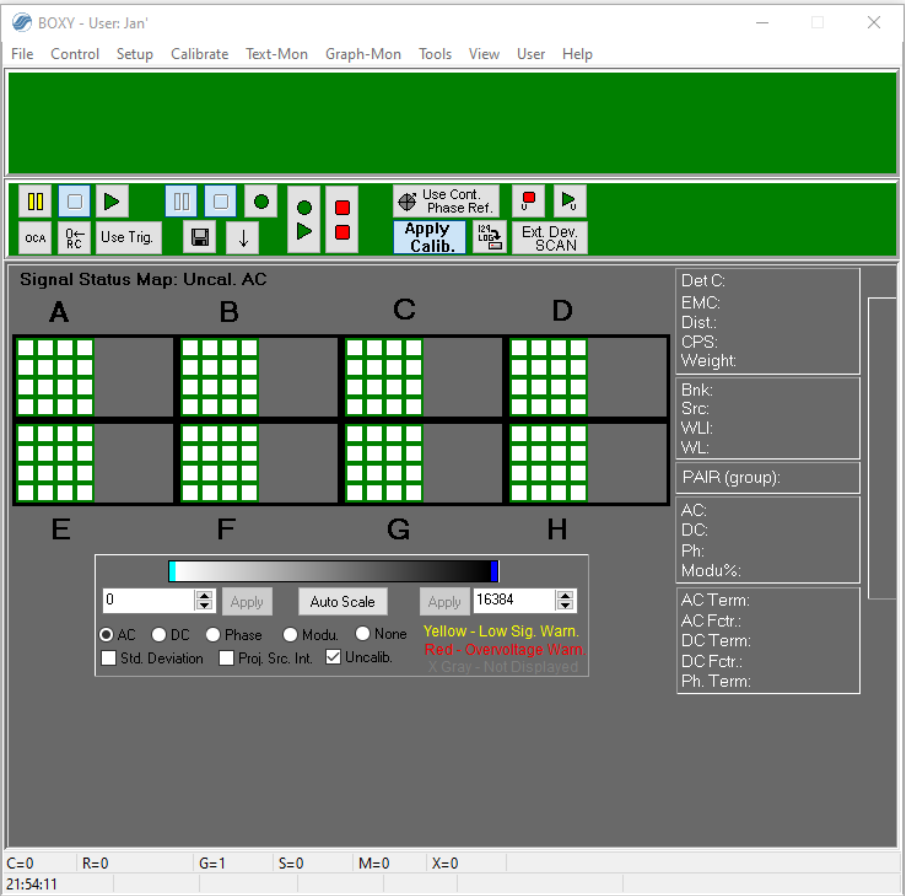 BOXY - User: Jan'
File Control Setup Calibrate Text-Mon Graph-Mon Tools View User Help
Use Cont.
Phase Ref.
U
U
OCA
0←
RC
Use Trig.
↓
Apply
Calib.
129
LOG
Ext. Dev.
SCAN
Signal Status Map: Uncal. AC
A B C D
E F G H
0 Apply Auto Scale Apply 16384
AC DC Phase Modu. None
Std. Deviation Proj. Src. Int. Uncalib.
Yellow - Low Sig. Warn.
Red - Overvoltage Warn.
X Gray - Not Displayed
Det C:
EMC:
Dist.:
CPS:
Weight:
Bnk:
Src:
WLI:
WL:
PAIR (group):
AC:
DC:
Ph:
Modu%:
AC Term:
AC Fctr.:
DC Term:
DC Fctr.:
Ph. Term:
C=0 R=0 G=1 S=0 M=0 X=0
21:54:11